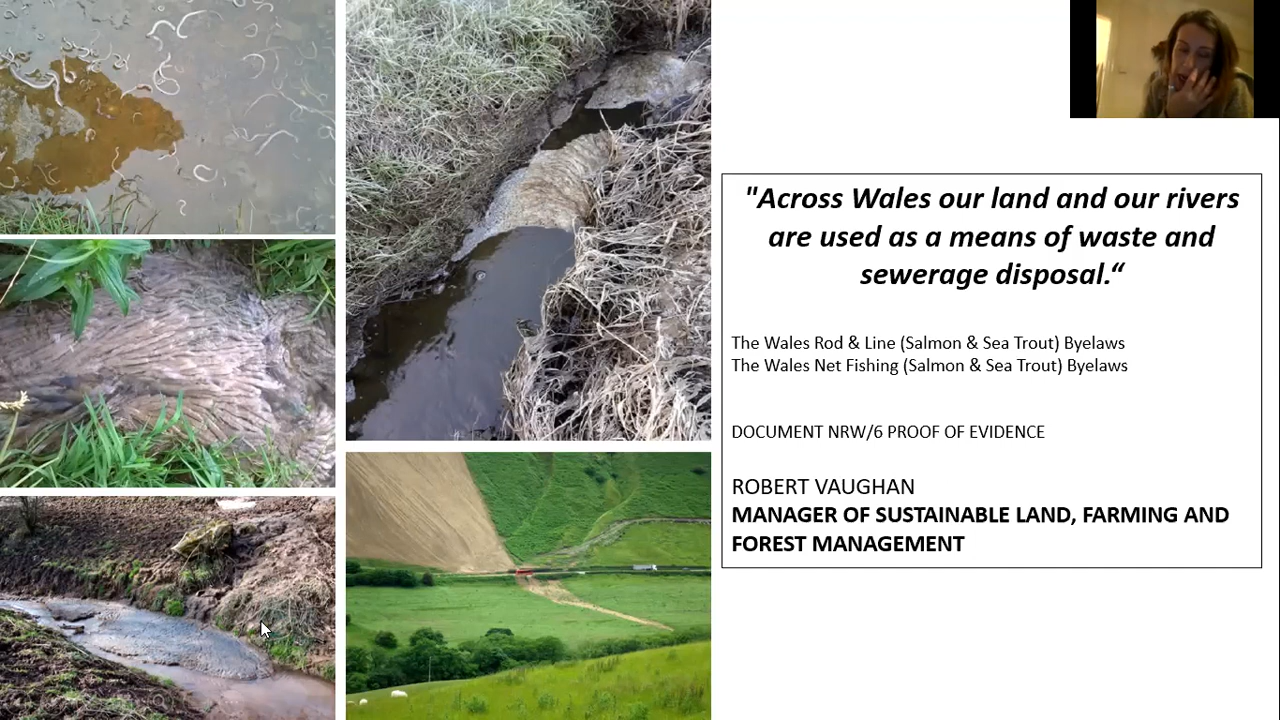 "Across Wales our land and our rivers
are used as a means of waste and
sewerage disposal.“
The Wales Rod & Line (Salmon & Sea Trout) Byelaws
The Wales Net Fishing (Salmon & Sea Trout) Byelaws
DOCUMENT NRW/6 PROOF OF EVIDENCE
ROBERT VAUGHAN
MANAGER OF SUSTAINABLE LAND, FARMING AND
FOREST MANAGEMENT